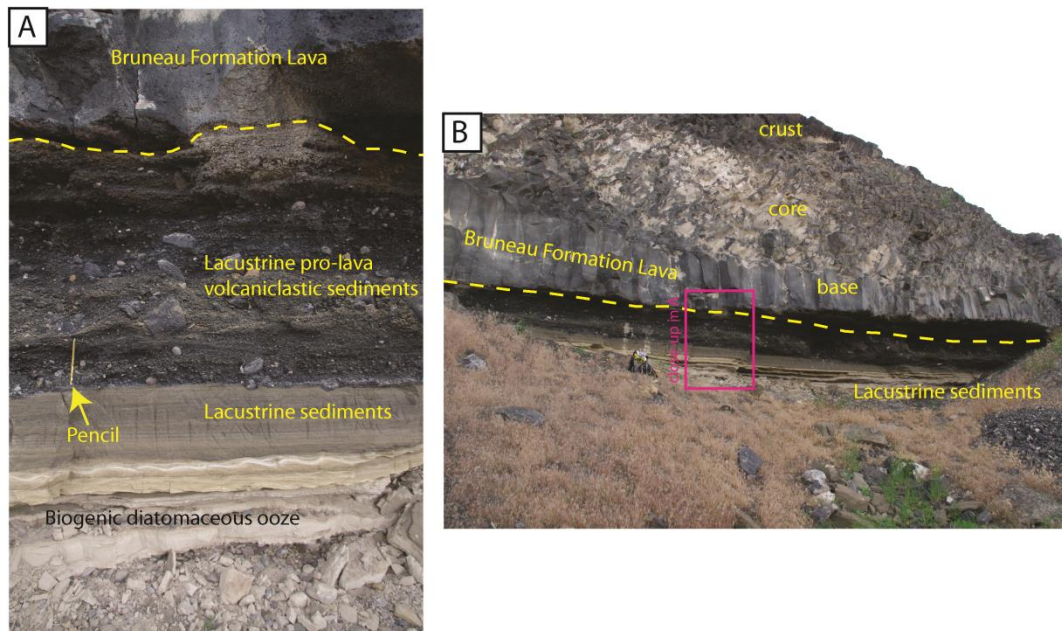 A
Bruneau Formation Lava
Lacustrine pro-lava
volcaniclastic sediments
Pencil
Lacustrine sediments
Biogenic diatomaceous ooze
B
crust
core
Bruneau Formation Lava
base
Lacustrine sediments